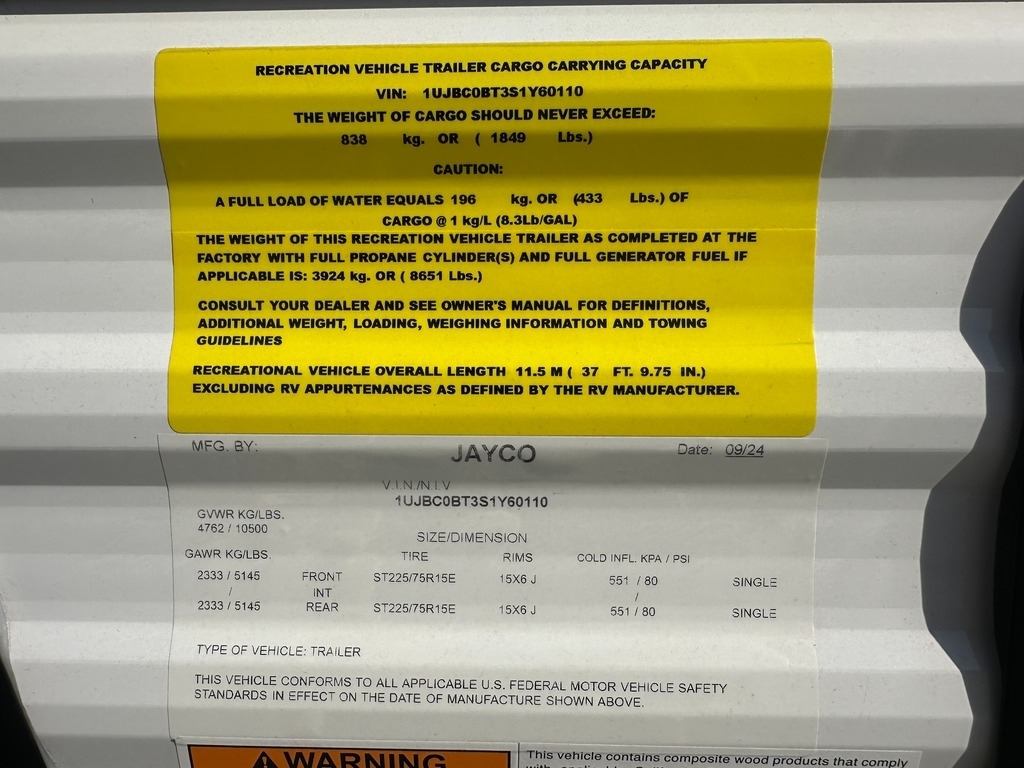 RECREATION VEHICLE TRAILER CARGO CARRYING CAPACITY
VIN: 1UJBC0BT3S1Y60110
THE WEIGHT OF CARGO SHOULD NEVER EXCEED:
838 kg. OR ( 1849 Lbs.)
CAUTION:
A FULL LOAD OF WATER EQUALS 196 kg. OR (433 Lbs.) OF
CARGO @ 1 kg/L (8.3Lb/GAL)
THE WEIGHT OF THIS RECREATION VEHICLE TRAILER AS COMPLETED AT THE
FACTORY WITH FULL PROPANE CYLINDER(S) AND FULL GENERATOR FUEL IF
APPLICABLE IS: 3924 kg. OR ( 8651 Lbs.)
CONSULT YOUR DEALER AND SEE OWNER'S MANUAL FOR DEFINITIONS,
ADDITIONAL WEIGHT, LOADING, WEIGHING INFORMATION AND TOWING
GUIDELINES
RECREATIONAL VEHICLE OVERALL LENGTH 11.5 M ( 37 FT. 9.75 IN.)
EXCLUDING RV APPURTENANCES AS DEFINED BY THE RV MANUFACTURER.
MFG. BY: JAYCO Date: 09/24
V.I.N./N.I.V
1UJBC0BT3S1Y60110
GVWR KG/LBS.
4762 / 10500
SIZE/DIMENSION
GAWR KG/LBS. TIRE RIMS COLD INFL. KPA / PSI
2333 / 5145 FRONT ST225/75R15E 15X6 J 551 / 80 SINGLE
/ INT /
2333 / 5145 REAR ST225/75R15E 15X6 J 551 / 80 SINGLE
TYPE OF VEHICLE: TRAILER
THIS VEHICLE CONFORMS TO ALL APPLICABLE U.S. FEDERAL MOTOR VEHICLE SAFETY
STANDARDS IN EFFECT ON THE DATE OF MANUFACTURE SHOWN ABOVE.
WARNING
This vehicle contains composite wood products that comply